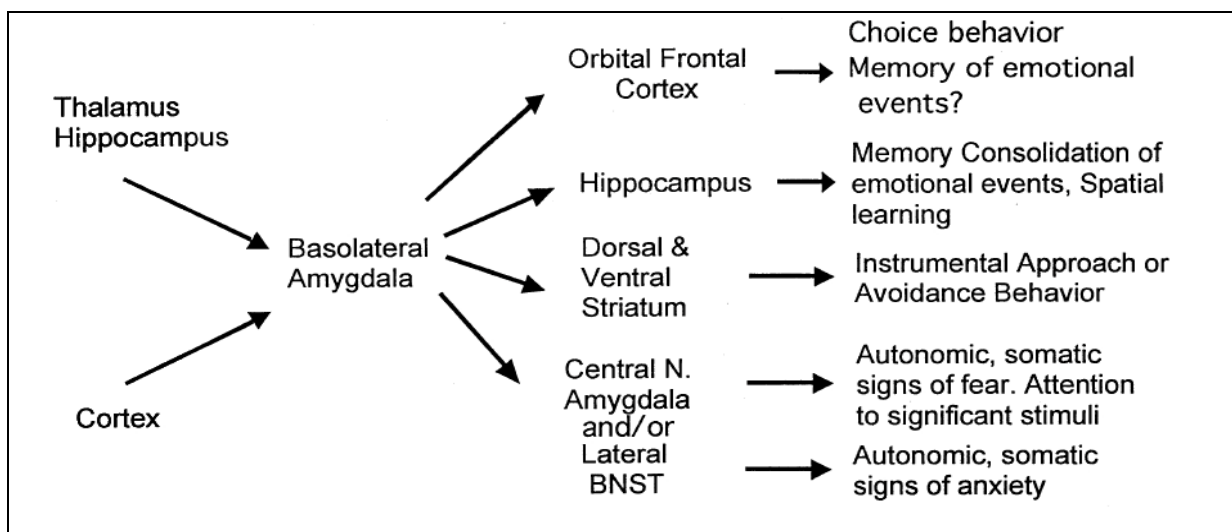 Thalamus
Hippocampus
Cortex
Basolateral
Amygdala
Orbital Frontal
Cortex
Choice behavior
Memory of emotional
events?
Hippocampus
Memory Consolidation of
emotional events, Spatial
learning
Dorsal &
Ventral
Striatum
Instrumental Approach or
Avoidance Behavior
Central N.
Amygdala
and/or
Lateral
BNST
Autonomic, somatic
signs of fear. Attention
to significant stimuli
Autonomic, somatic
signs of anxiety